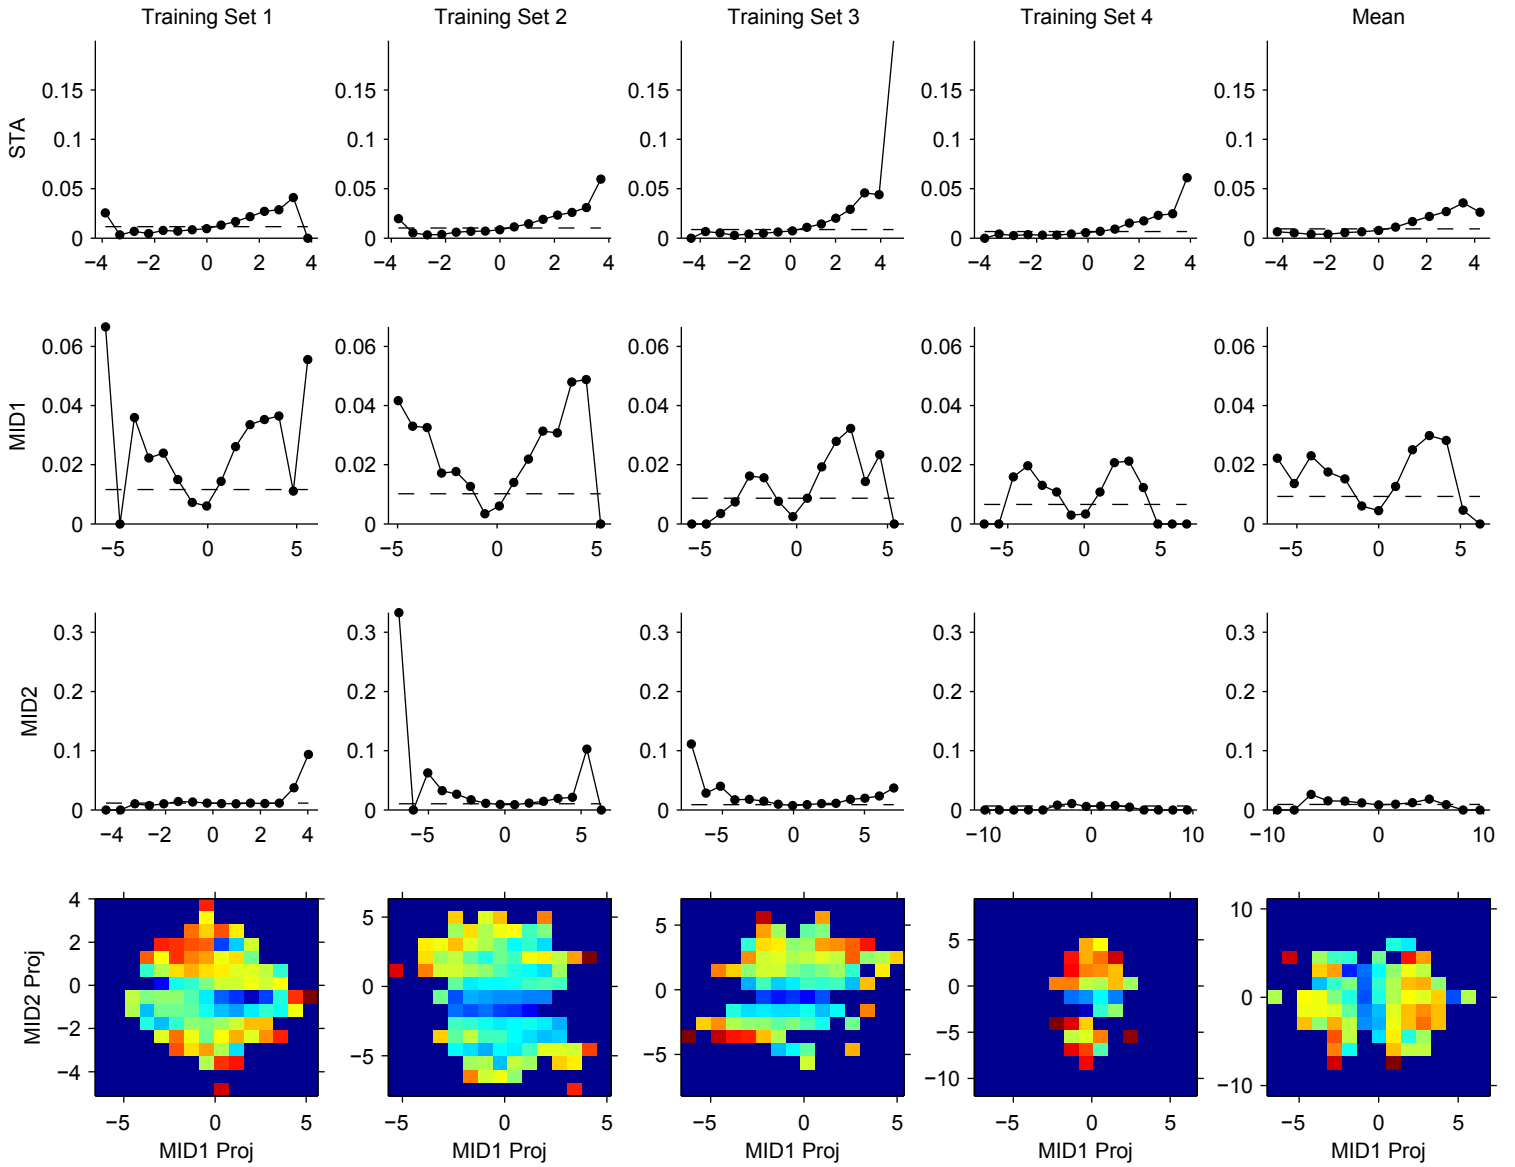 Training Set 1 Training Set 2 Training Set 3 Training Set 4 Mean
STA
0.15 0.15 0.15 0.15 0.15
0.1 0.1 0.1 0.1 0.1
0.05 0.05 0.05 0.05 0.05
0 0 0 0 0
−4 −2 0 2 4 −4 −2 0 2 4 −4 −2 0 2 4 −4 −2 0 2 4 −4 −2 0 2 4
MID1
0.06 0.06 0.06 0.06 0.06
0.04 0.04 0.04 0.04 0.04
0.02 0.02 0.02 0.02 0.02
0 0 0 0 0
−5 0 5 −5 0 5 −5 0 5 −5 0 5 −5 0 5
MID2
0.3 0.3 0.3 0.3 0.3
0.2 0.2 0.2 0.2 0.2
0.1 0.1 0.1 0.1 0.1
0 0 0 0 0
−4 −2 0 2 4 −5 0 5 −5 0 5 −10 0 10 −10 0 10
MID2 Proj
4 2 0 −2 −4
5 0 −5
5 0 −5
5 0 −5 −10
10 0 −10
−5 0 5 −5 0 5 −5 0 5 −5 0 5 −5 0 5
MID1 Proj MID1 Proj MID1 Proj MID1 Proj MID1 Proj